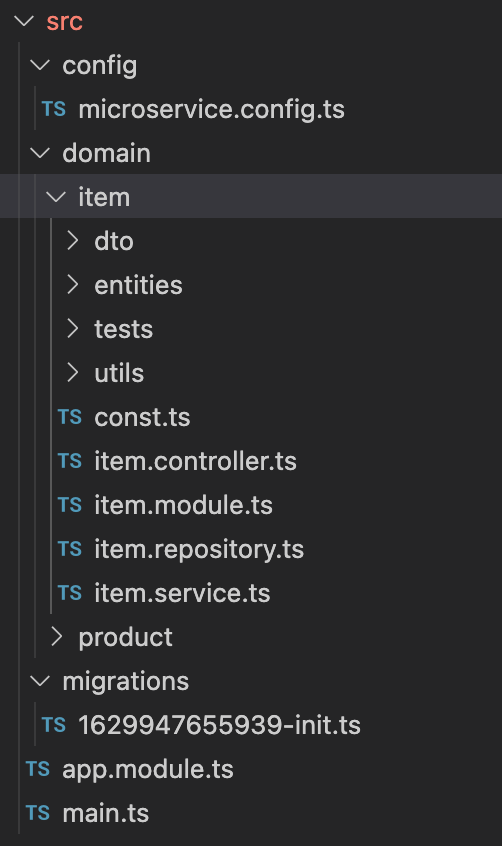 src
config
TS microservice.config.ts
domain
item
dto
entities
tests
utils
TS const.ts
TS item.controller.ts
TS item.module.ts
TS item.repository.ts
TS item.service.ts
product
migrations
TS 1629947655939-init.ts
TS app.module.ts
TS main.ts